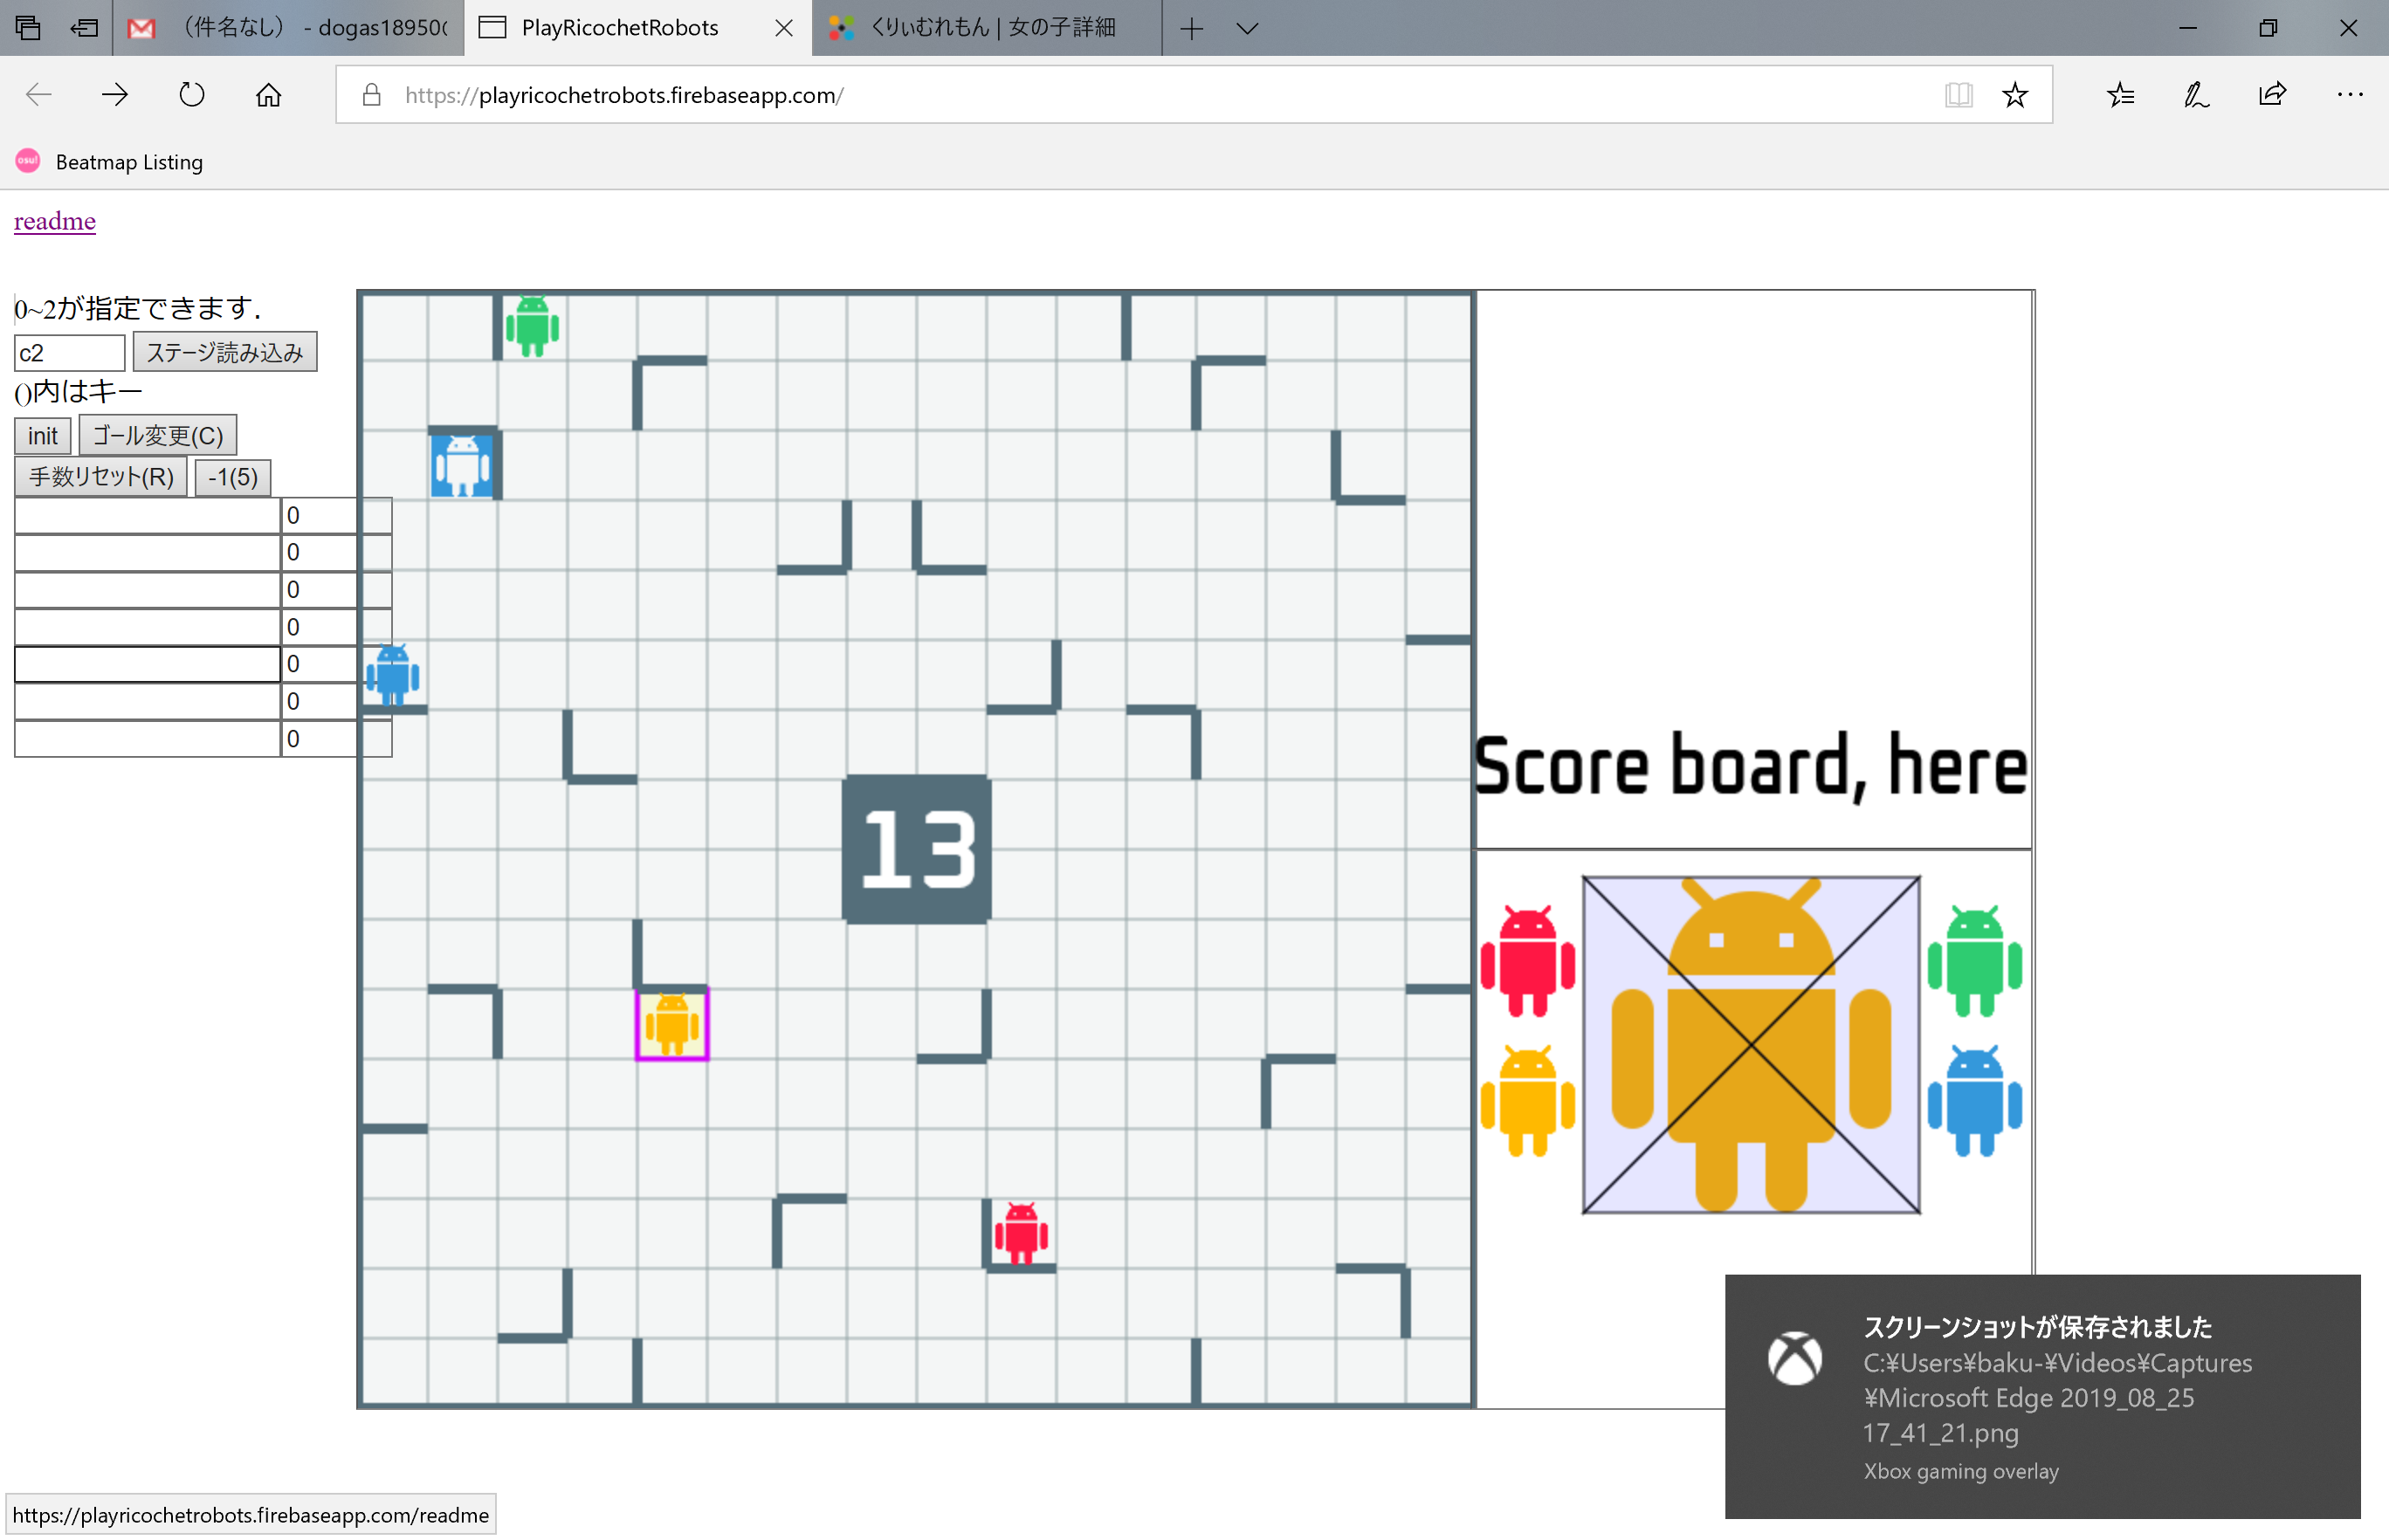 （件名なし） - dogas18950(
PlayRicochetRobots
くりぃむれもん | 女の子詳細
https://playricochetrobots.firebaseapp.com/
osu!
Beatmap Listing
readme
0~2が指定できます.
c2
ステージ読み込み
()内はキー
init
ゴール変更(C)
手数リセット(R)
-1(5)
0
0
0
0
0
0
0
13
Score board, here
スクリーンショットが保存されました
C:¥Users¥baku-¥Videos¥Captures
¥Microsoft Edge 2019_08_25
17_41_21.png
Xbox gaming overlay
https://playricochetrobots.firebaseapp.com/readme